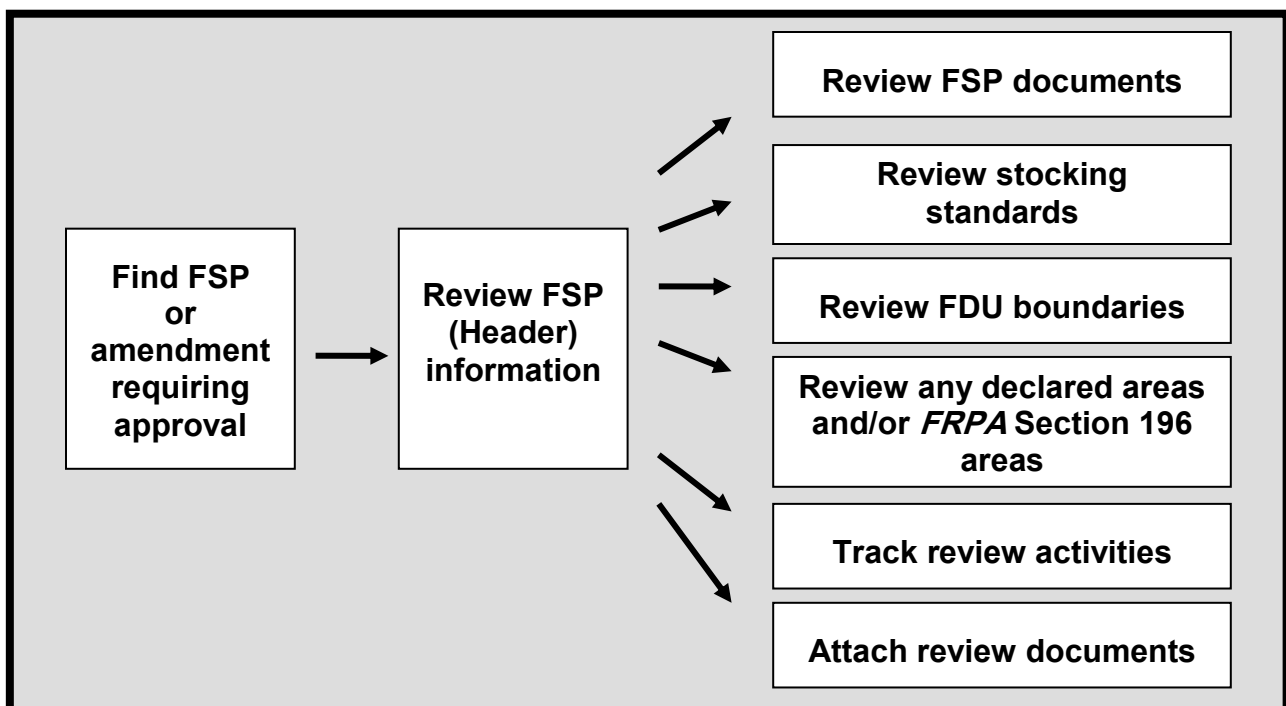 Find FSP
or
amendment
requiring
approval
Review FSP
(Header)
information
Review FSP documents
Review stocking
standards
Review FDU boundaries
Review any declared areas
and/or FRPA Section 196
areas
Track review activities
Attach review documents